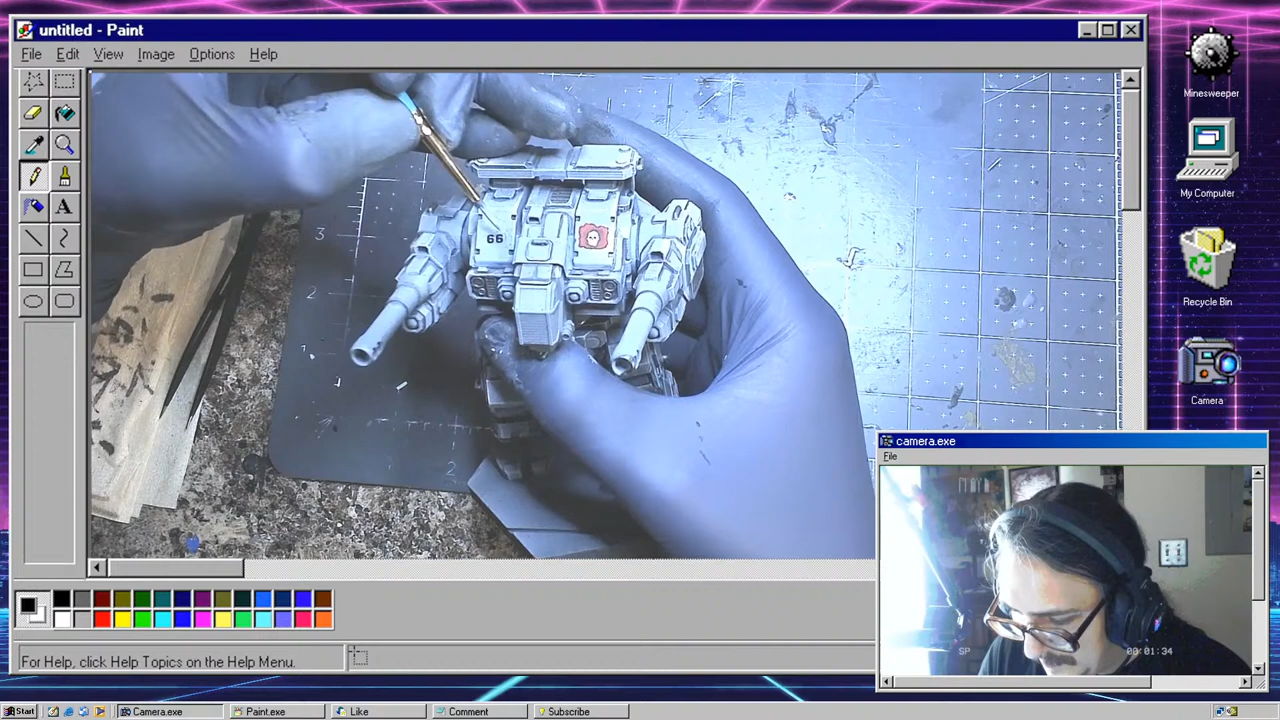 untitled - Paint
File Edit View Image Options Help
Minesweeper
My Computer
Recycle Bin
Camera
3
2
66
2
camera.exe
File
SP 00:01:34
For Help, click Help Topics on the Help Menu.
Start Camera.exe Paint.exe Like Comment Subscribe